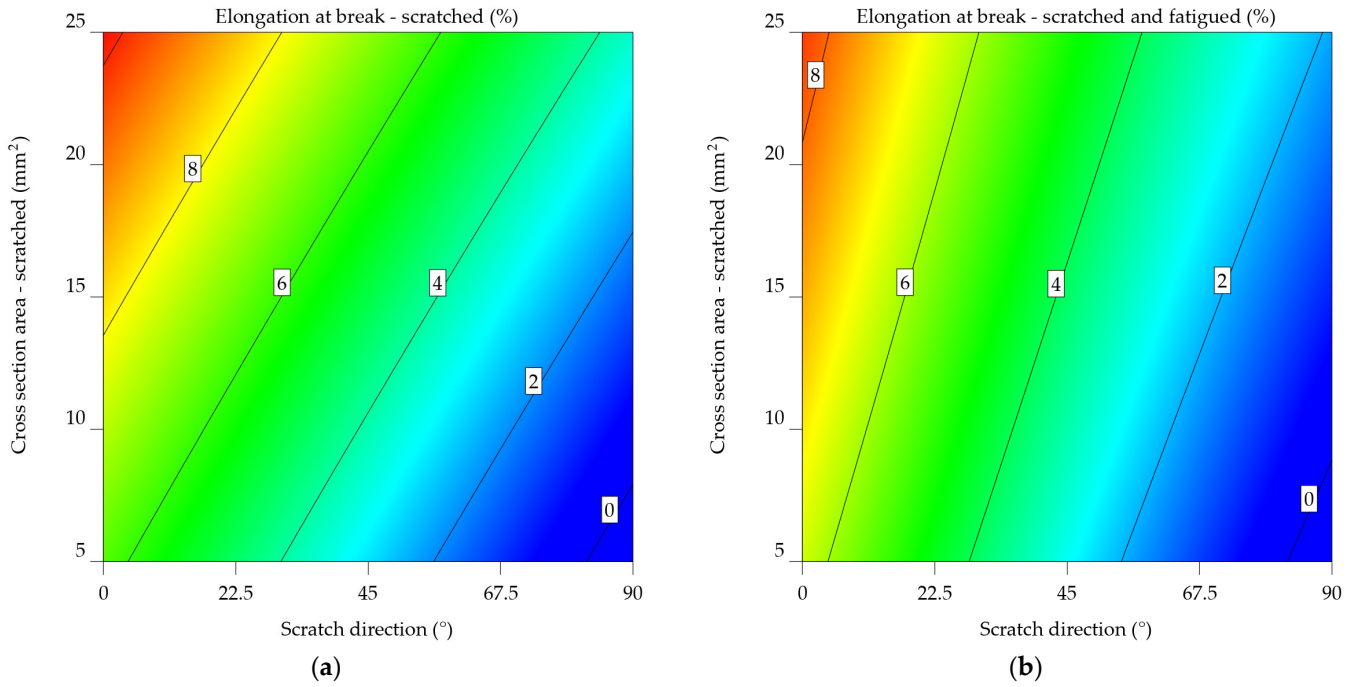 Elongation at break - scratched (%)
25
20
15
10
5
Cross section area - scratched (mm²)
8
6
4
2
0
0 22.5 45 67.5 90
Scratch direction (°)
(a)
Elongation at break - scratched and fatigued (%)
25
20
15
10
5
Cross section area - scratched (mm²)
8
6
4
2
0
0 22.5 45 67.5 90
Scratch direction (°)
(b)